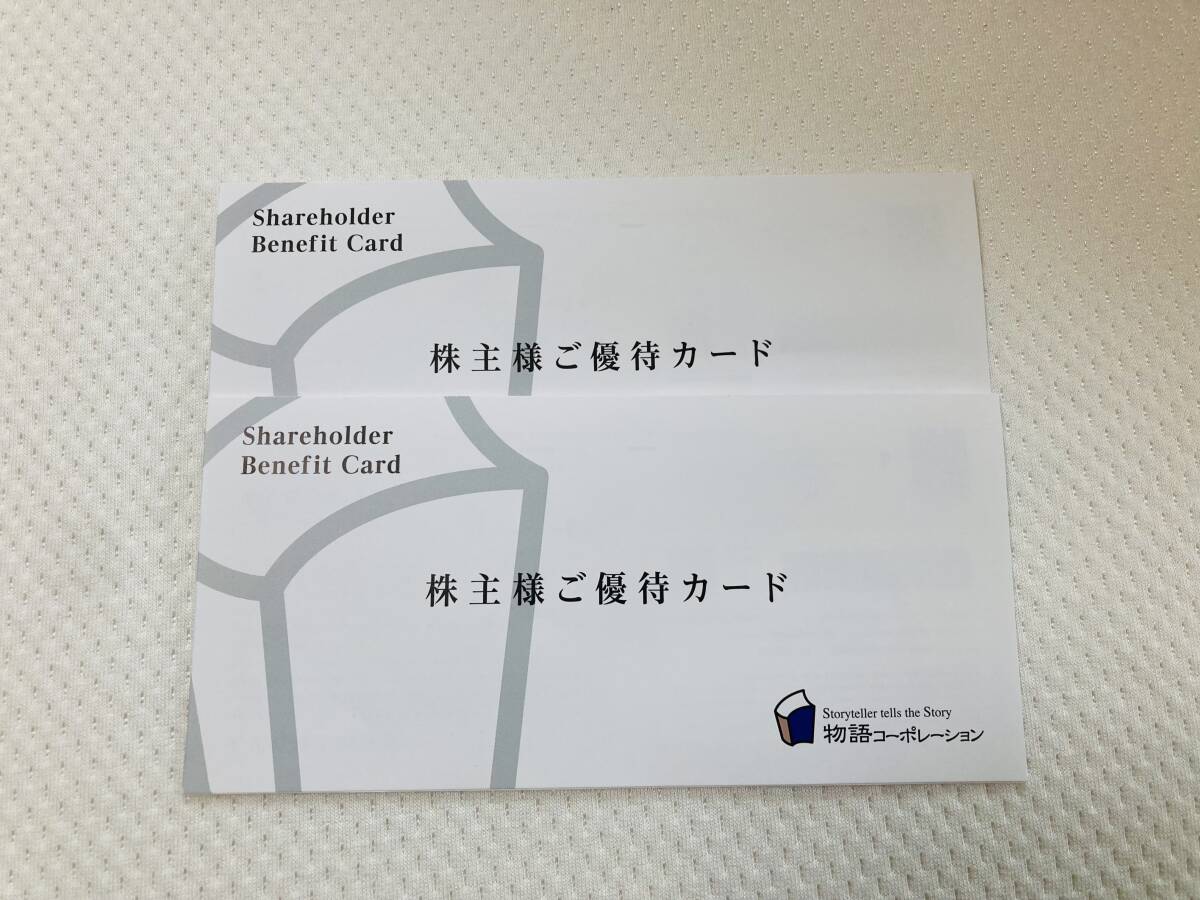 Shareholder
Benefit Card
株主様ご優待カード
Shareholder
Benefit Card
株主様ご優待カード
Storyteller tells the Story
物語コーポレーション